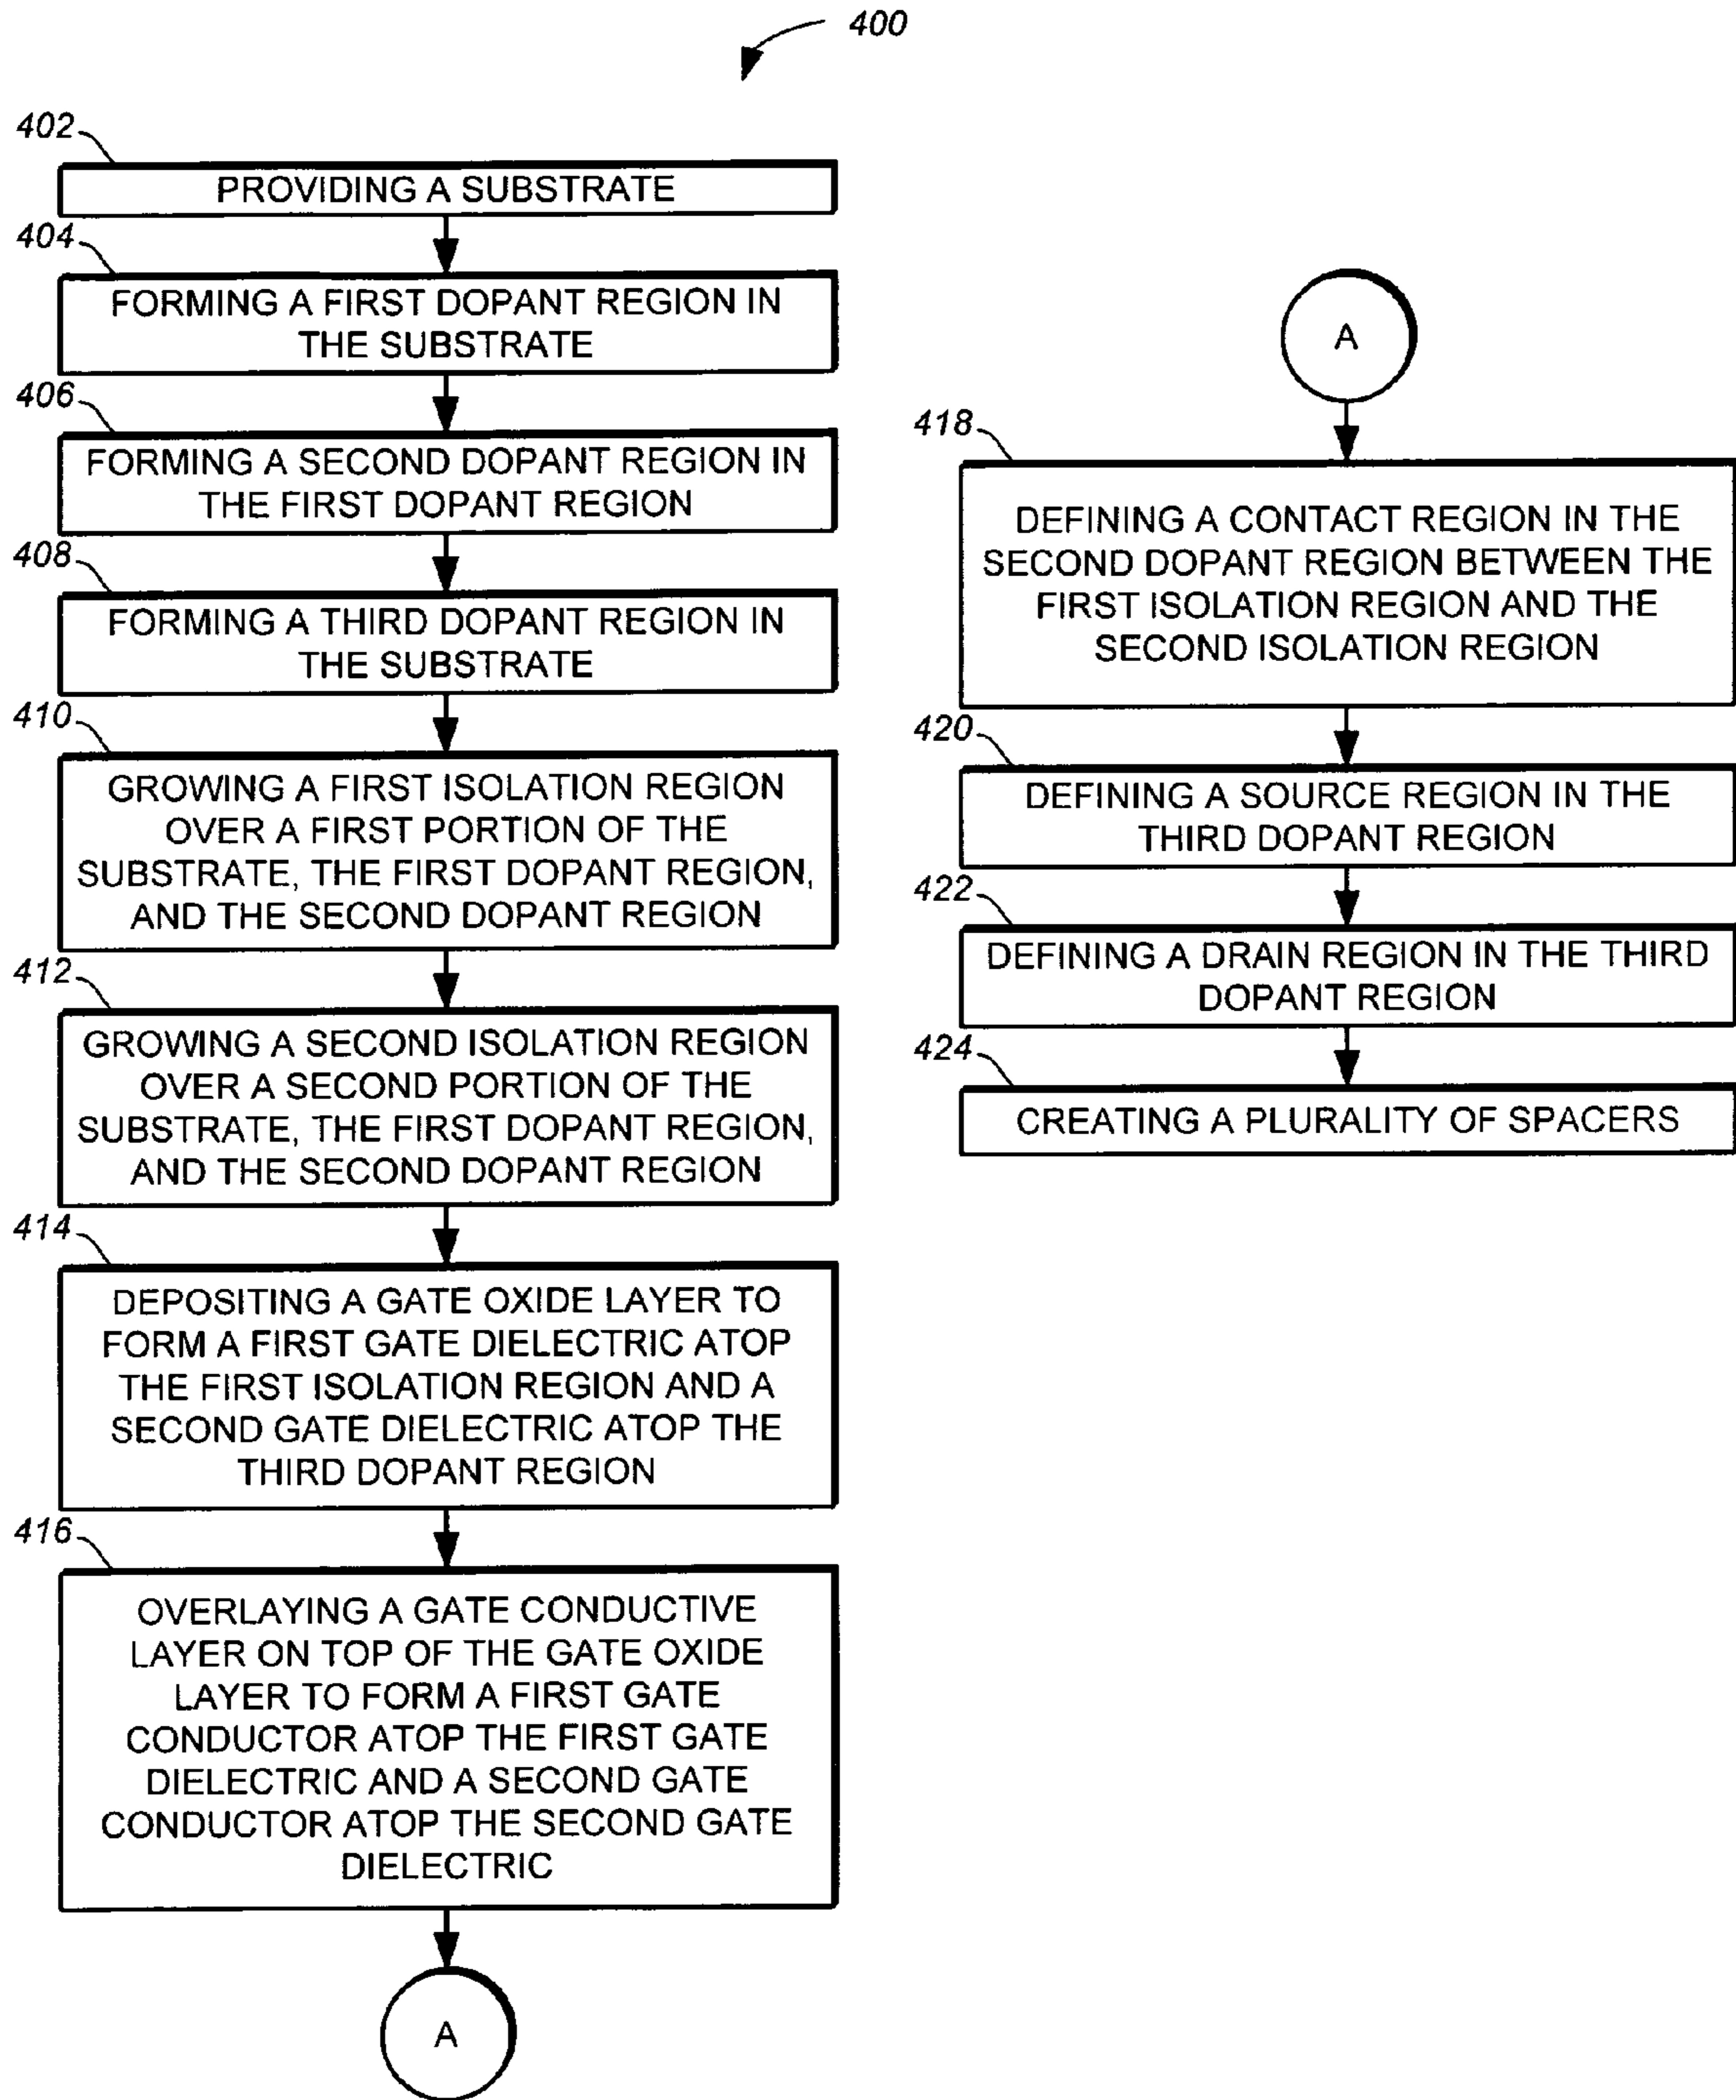 400
402
PROVIDING A SUBSTRATE
404
FORMING A FIRST DOPANT REGION IN
THE SUBSTRATE
406
FORMING A SECOND DOPANT REGION IN
THE FIRST DOPANT REGION
408
FORMING A THIRD DOPANT REGION IN
THE SUBSTRATE
410
GROWING A FIRST ISOLATION REGION
OVER A FIRST PORTION OF THE
SUBSTRATE, THE FIRST DOPANT REGION,
AND THE SECOND DOPANT REGION
412
GROWING A SECOND ISOLATION REGION
OVER A SECOND PORTION OF THE
SUBSTRATE, THE FIRST DOPANT REGION,
AND THE SECOND DOPANT REGION
414
DEPOSITING A GATE OXIDE LAYER TO
FORM A FIRST GATE DIELECTRIC ATOP
THE FIRST ISOLATION REGION AND A
SECOND GATE DIELECTRIC ATOP THE
THIRD DOPANT REGION
416
OVERLAYING A GATE CONDUCTIVE
LAYER ON TOP OF THE GATE OXIDE
LAYER TO FORM A FIRST GATE
CONDUCTOR ATOP THE FIRST GATE
DIELECTRIC AND A SECOND GATE
CONDUCTOR ATOP THE SECOND GATE
DIELECTRIC
A
A
418
DEFINING A CONTACT REGION IN THE
SECOND DOPANT REGION BETWEEN THE
FIRST ISOLATION REGION AND THE
SECOND ISOLATION REGION
420
DEFINING A SOURCE REGION IN THE
THIRD DOPANT REGION
422
DEFINING A DRAIN REGION IN THE THIRD
DOPANT REGION
424
CREATING A PLURALITY OF SPACERS